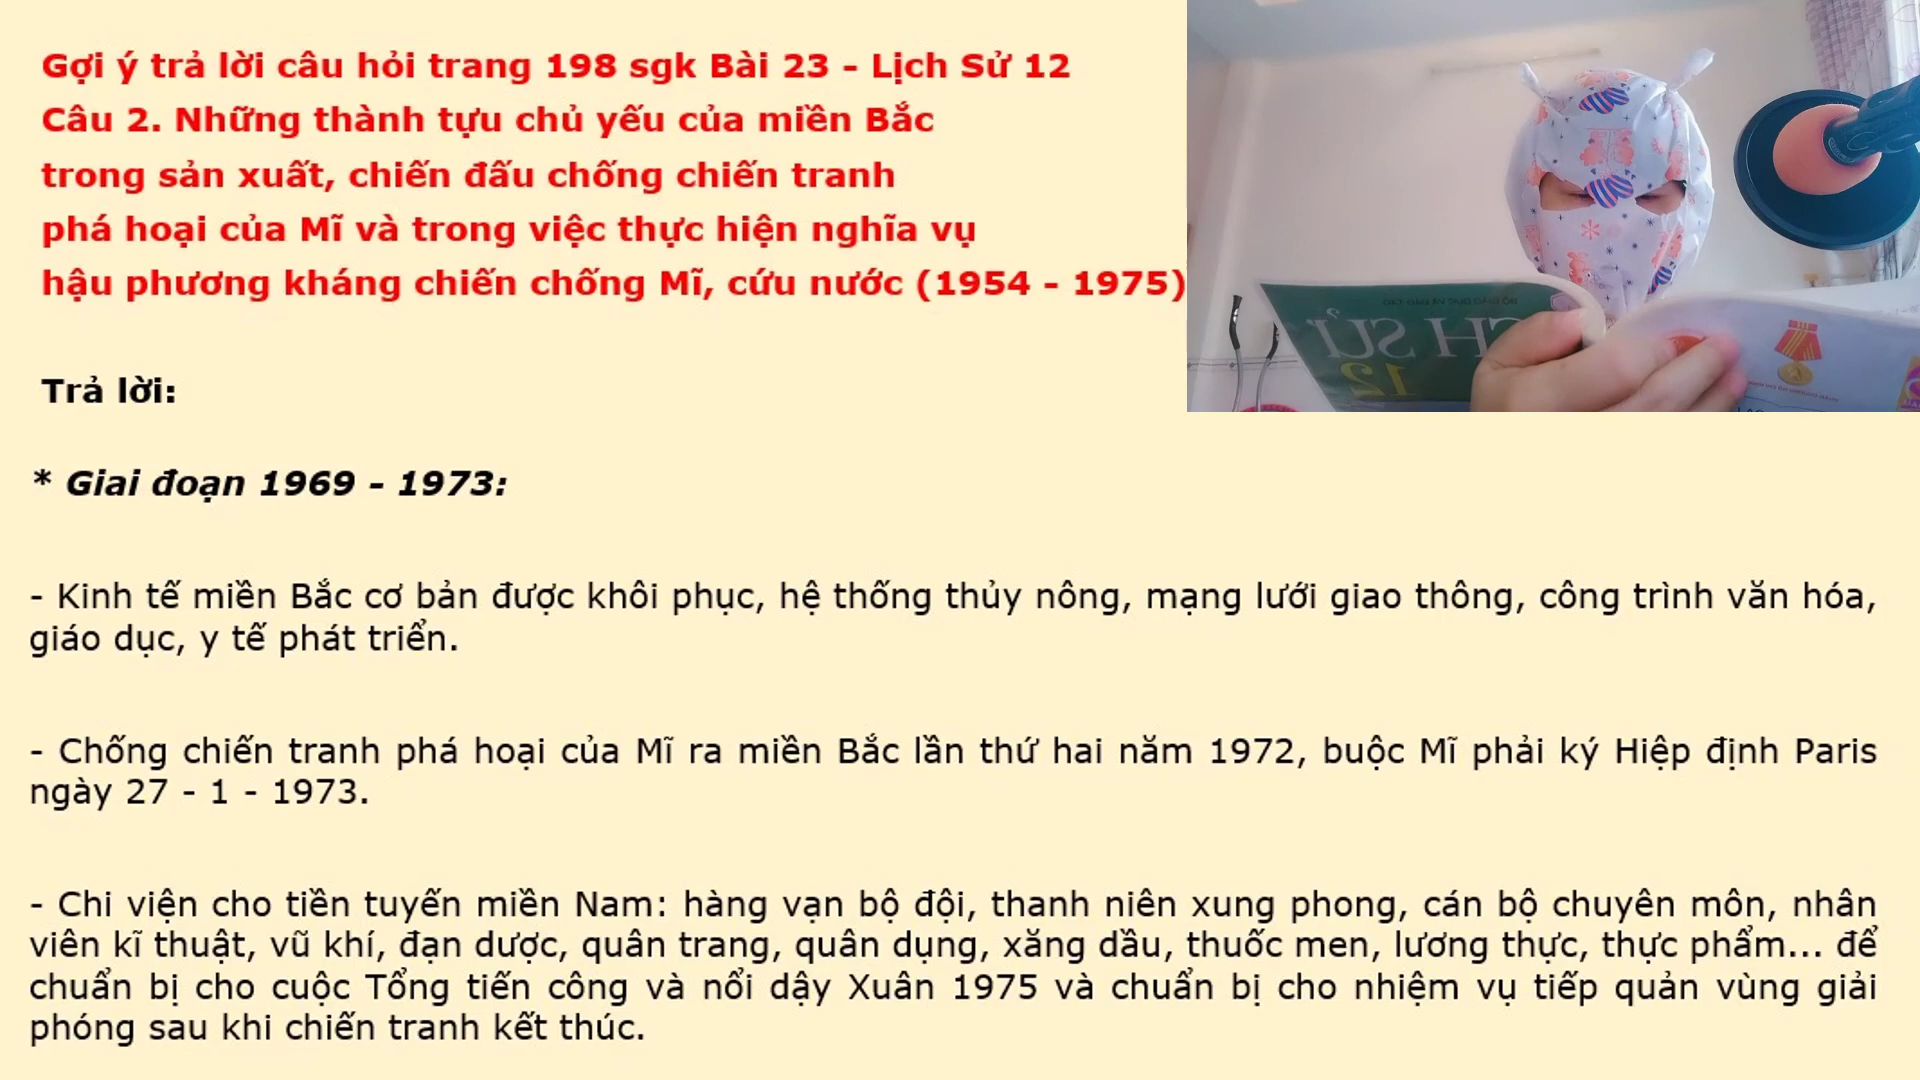 Gợi ý trả lời câu hỏi trang 198 sgk Bài 23 - Lịch Sử 12
Câu 2. Những thành tựu chủ yếu của miền Bắc
trong sản xuất, chiến đấu chống chiến tranh
phá hoại của Mĩ và trong việc thực hiện nghĩa vụ
hậu phương kháng chiến chống Mĩ, cứu nước (1954 - 1975)
Trả lời:
* Giai đoạn 1969 - 1973:
- Kinh tế miền Bắc cơ bản được khôi phục, hệ thống thủy nông, mạng lưới giao thông, công trình văn hóa,
giáo dục, y tế phát triển.
- Chống chiến tranh phá hoại của Mĩ ra miền Bắc lần thứ hai năm 1972, buộc Mĩ phải ký Hiệp định Paris
ngày 27 - 1 - 1973.
- Chi viện cho tiền tuyến miền Nam: hàng vạn bộ đội, thanh niên xung phong, cán bộ chuyên môn, nhân
viên kĩ thuật, vũ khí, đạn dược, quân trang, quân dụng, xăng dầu, thuốc men, lương thực, thực phẩm... để
chuẩn bị cho cuộc Tổng tiến công và nổi dậy Xuân 1975 và chuẩn bị cho nhiệm vụ tiếp quản vùng giải
phóng sau khi chiến tranh kết thúc.
BỘ GIÁO DỤC VÀ ĐÀO TẠO
CH SỬ
12